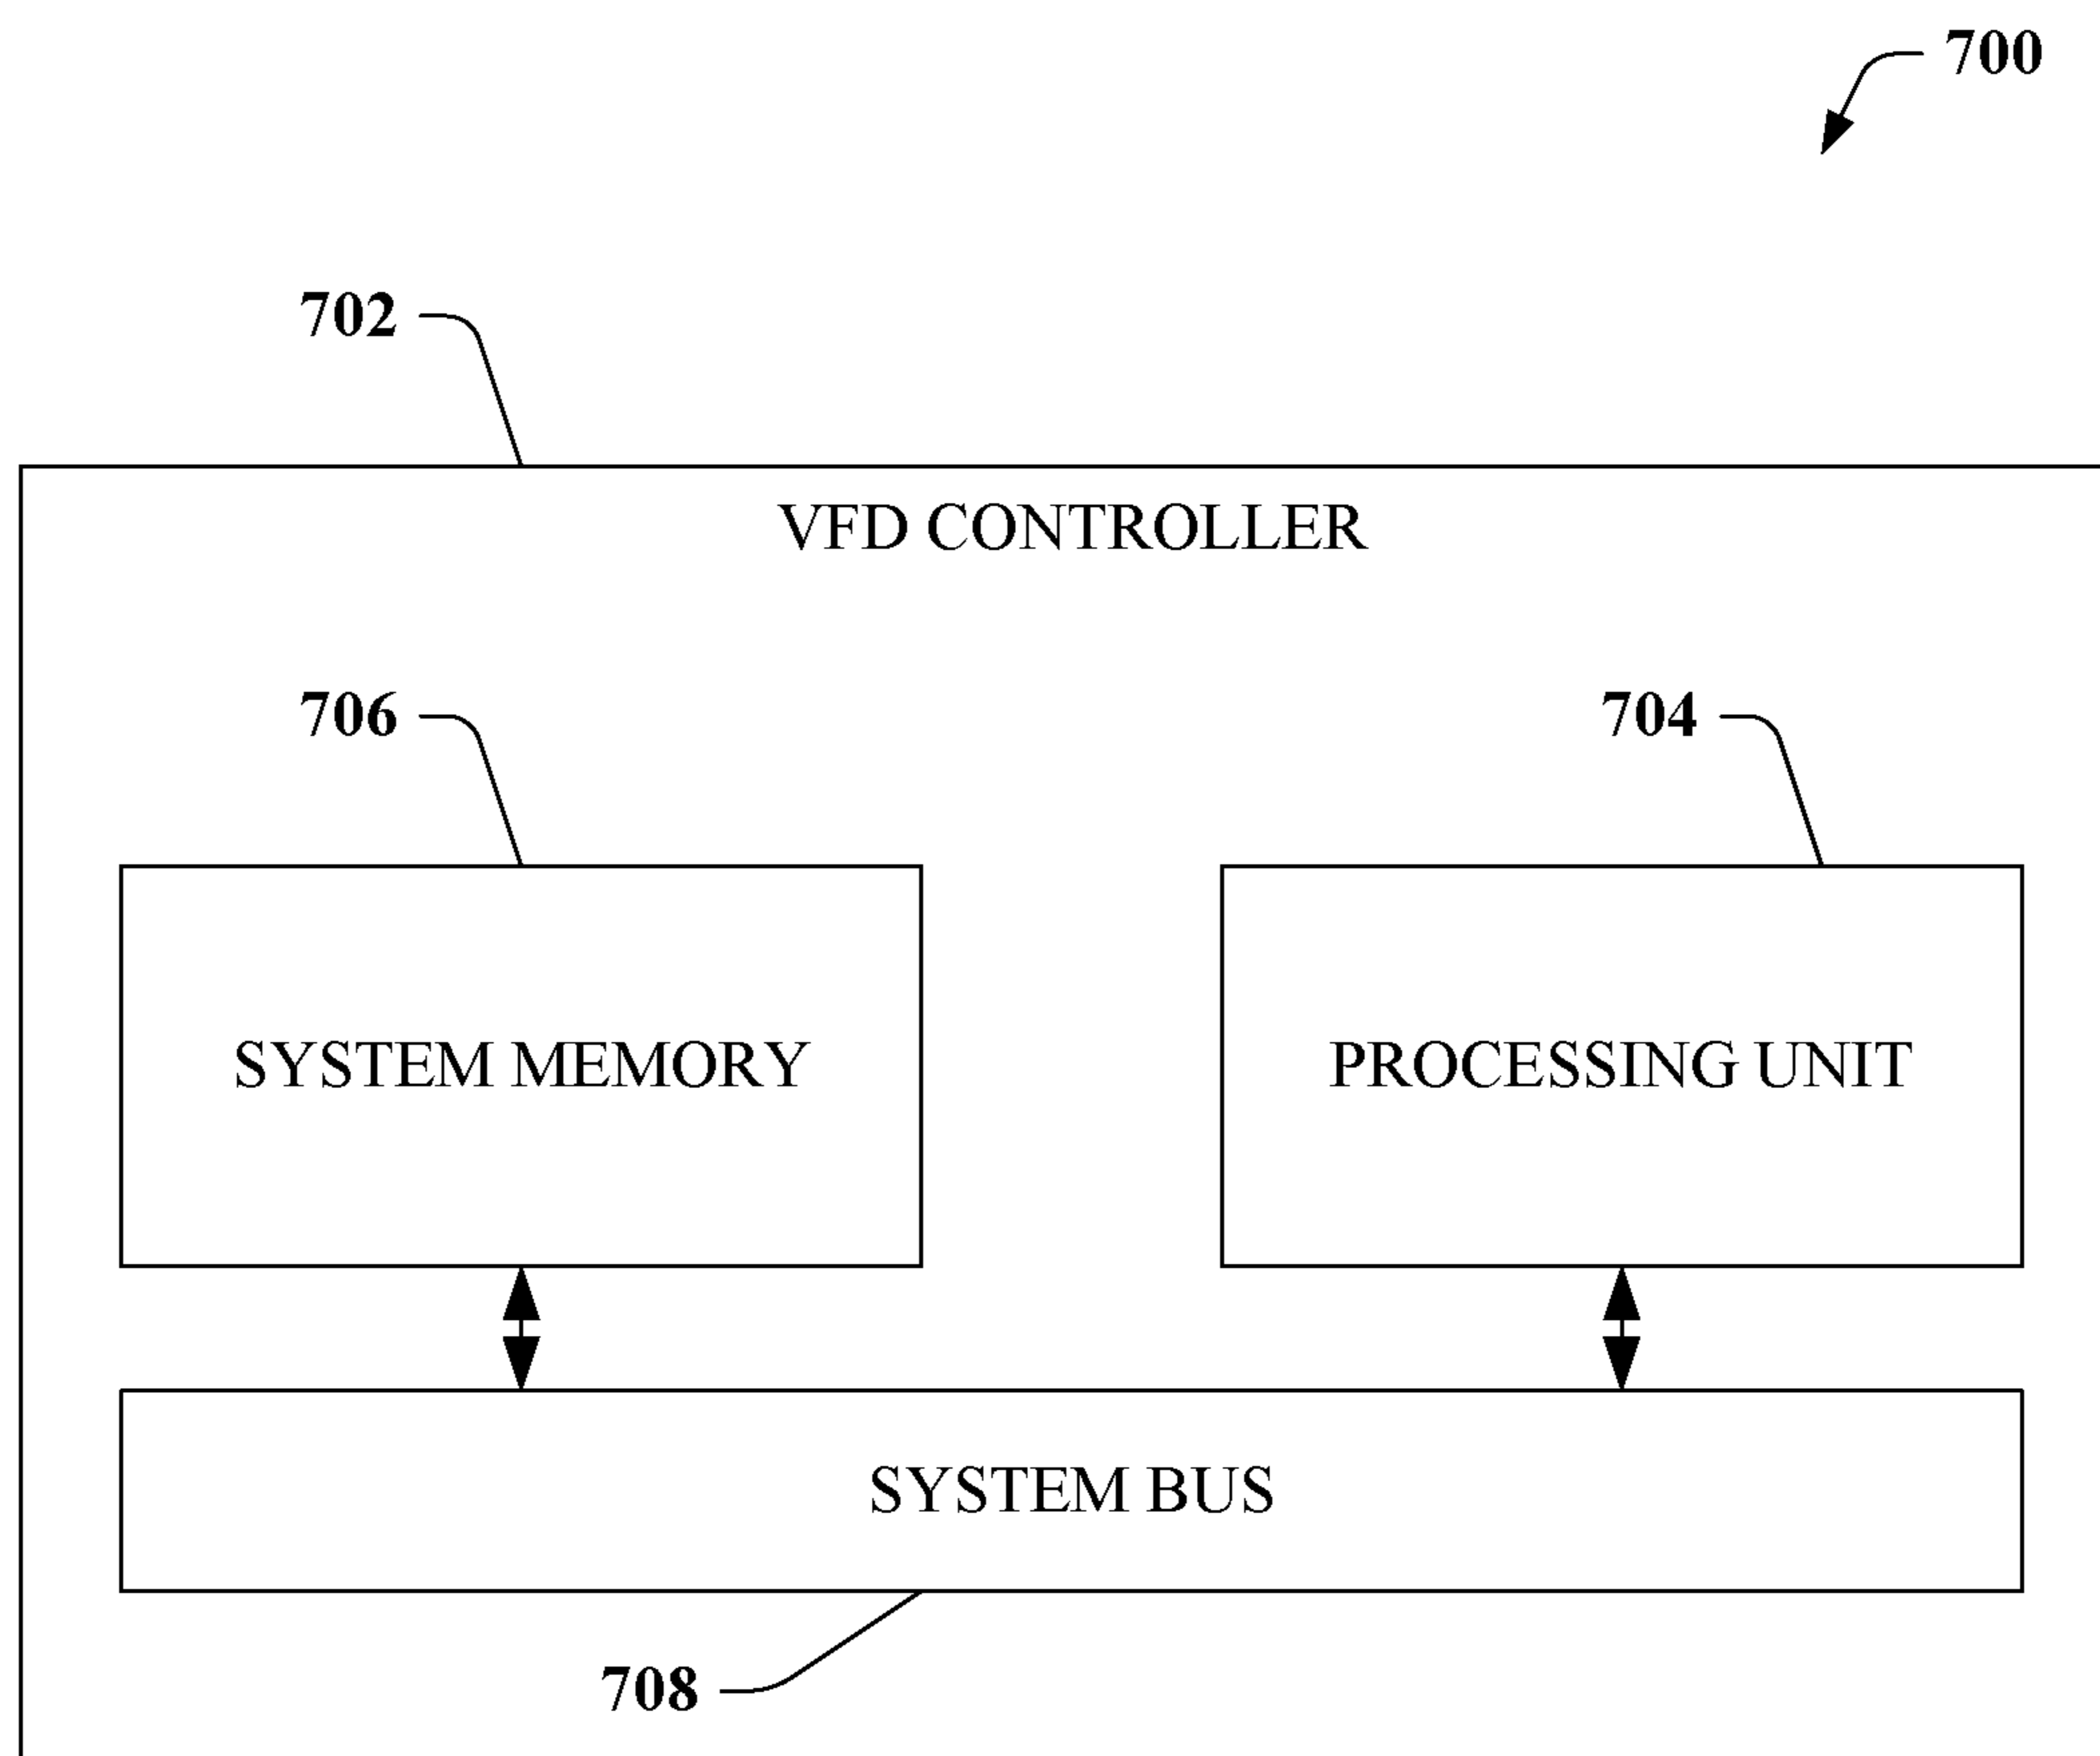 700
702
VFD CONTROLLER
706
704
SYSTEM MEMORY
PROCESSING UNIT
SYSTEM BUS
708